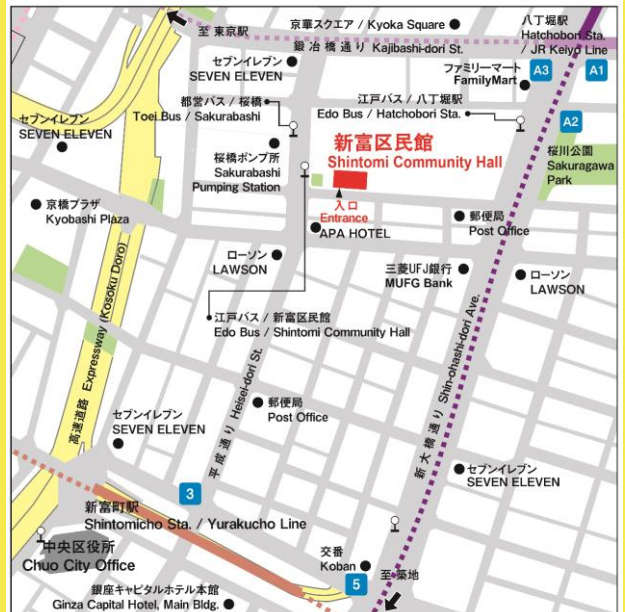 至 東京駅
京華スクエア / Kyoka Square
鍛冶橋通り Kajibashi-dori St.
八丁堀駅
Hatchobori Sta.
/ JR Keiyo Line
セブンイレブン
SEVEN ELEVEN
ファミリーマート
FamilyMart
A3
A1
都営バス / 桜橋
Toei Bus / Sakurabashi
江戸バス / 八丁堀駅
Edo Bus / Hatchobori Sta.
A2
セブンイレブン
SEVEN ELEVEN
桜橋ポンプ所
Sakurabashi
Pumping Station
新富区民館
Shintomi Community Hall
桜川公園
Sakuragawa
Park
京橋プラザ
Kyobashi Plaza
入口
Entrance
APA HOTEL
郵便局
Post Office
ローソン
LAWSON
三菱UFJ銀行
MUFG Bank
ローソン
LAWSON
江戸バス / 新富区民館
Edo Bus / Shintomi Community Hall
高速道路 Expressway (Kosoku Doro)
平成通り Heisei-dori St.
新大橋通り Shin-ohashi-dori Ave.
セブンイレブン
SEVEN ELEVEN
郵便局
Post Office
セブンイレブン
SEVEN ELEVEN
3
新富町駅
Shintomicho Sta. / Yurakucho Line
中央区役所
Chuo City Office
交番
Koban
5
至 築地
銀座キャピタルホテル本館
Ginza Capital Hotel, Main Bldg.